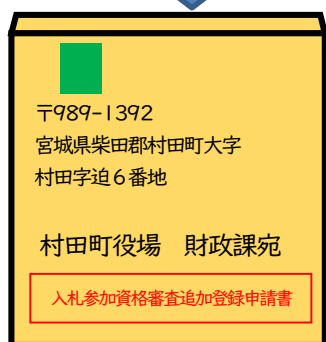 〒989-1392
宮城県柴田郡村田町大字
村田字迫6番地
村田町役場　財政課宛
入札参加資格審査追加登録申請書